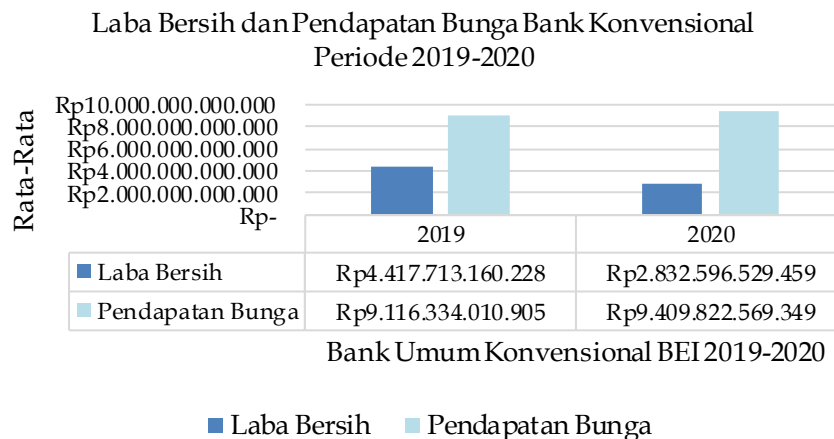 Laba Bersih dan Pendapatan Bunga Bank Konvensional
Periode 2019-2020
Rata-Rata
Rp10.000.000.000.000
Rp8.000.000.000.000
Rp6.000.000.000.000
Rp4.000.000.000.000
Rp2.000.000.000.000
Rp-
2019 2020
Laba Bersih Rp4.417.713.160.228 Rp2.832.596.529.459
Pendapatan Bunga Rp9.116.334.010.905 Rp9.409.822.569.349
Bank Umum Konvensional BEI 2019-2020
Laba Bersih Pendapatan Bunga